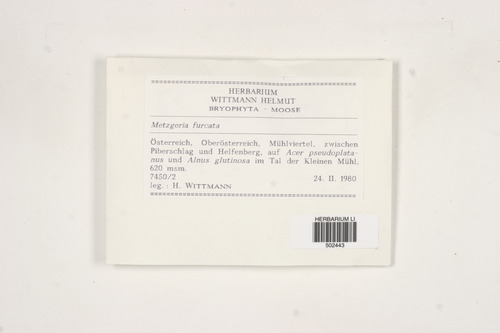 HERBARIUM
WITTMANN HELMUT
BRYOPHYTA - MOOSE
Metzgeria furcata
Österreich, Oberösterreich, Mühlviertel, zwischen
Piberschlag und Helfenberg, auf Acer pseudoplata-
nus und Alnus glutinosa im Tal der Kleinen Mühl,
620 msm.
7450/2 24. II. 1980
leg. : H. WITTMANN
HERBARIUM LI
502443